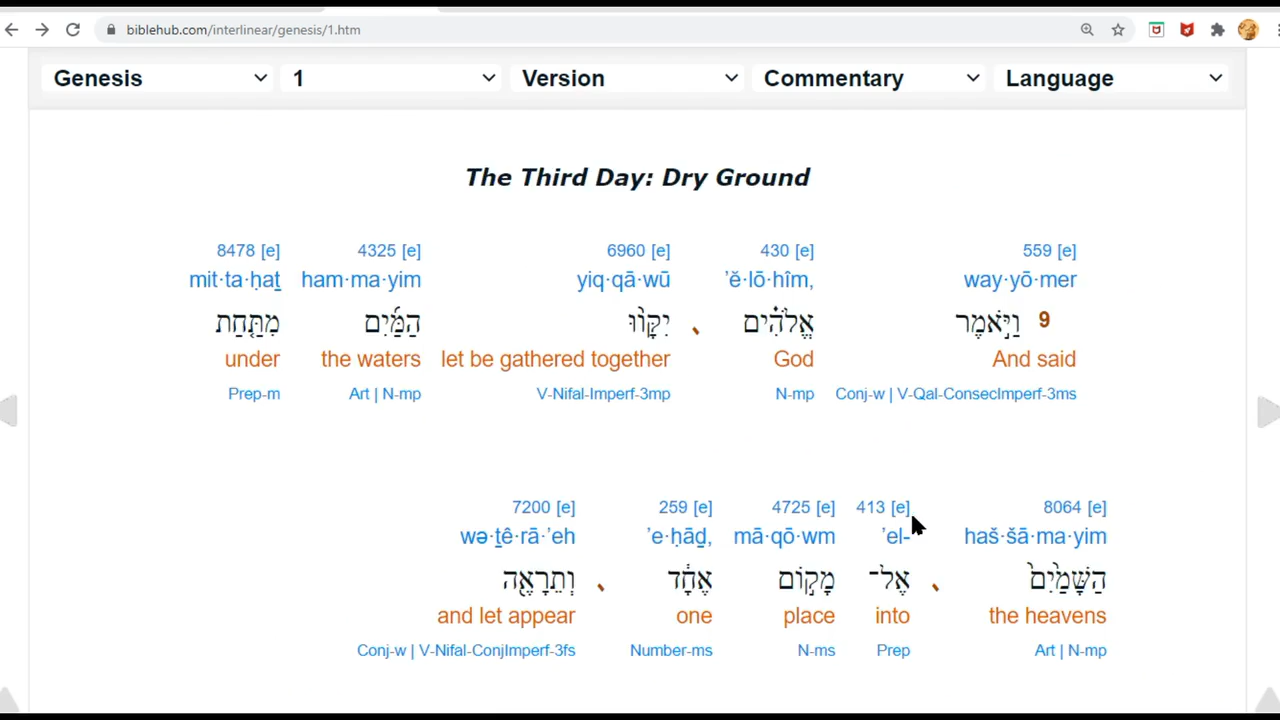 biblehub.com/interlinear/genesis/1.htm
Genesis 1 Version Commentary Language
The Third Day: Dry Ground
8478 [e] 4325 [e] 6960 [e] 430 [e] 559 [e]
mit·ta·ḥaṯ ham·ma·yim yiq·qā·wū ’ĕ·lō·hîm, way·yō·mer
9 וַיֹּ֣אמֶר אֱלֹהִ֗ים ، יִקָּו֨וּ הַמַּ֜יִם מִתַּ֤חַת
under the waters let be gathered together God And said
Prep-m Art | N-mp V-Nifal-Imperf-3mp N-mp Conj-w | V-Qal-ConsecImperf-3ms
7200 [e] 259 [e] 4725 [e] 413 [e] 8064 [e]
wə·ṯê·rā·’eh ’e·ḥāḏ, mā·qō·wm ’el- haš·šā·ma·yim
הַשָּׁמַ֙יִם֙ ، אֶל־ מָק֣וֹם אֶחָ֔ד ، וְתֵרָאֶ֖ה
and let appear one place into the heavens
Conj-w | V-Nifal-ConjImperf-3fs Number-ms N-ms Prep Art | N-mp